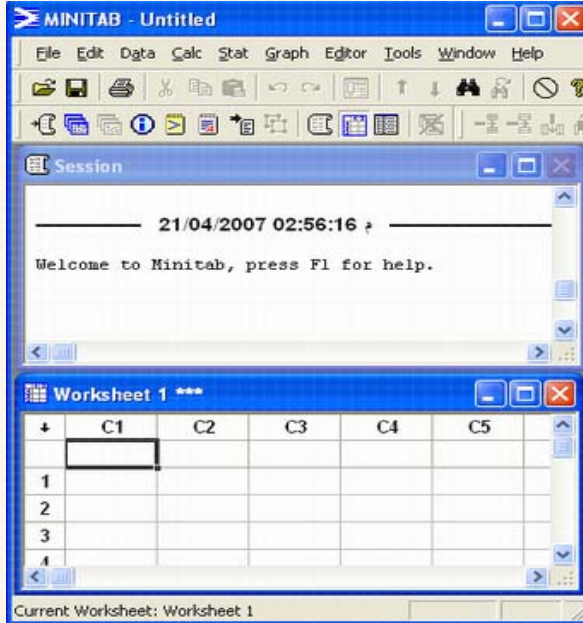 MINITAB - Untitled
File Edit Data Calc Stat Graph Editor Tools Window Help
Session
21/04/2007 02:56:16 م
Welcome to Minitab, press F1 for help.
Worksheet 1 ***
C1 C2 C3 C4 C5
1
2
3
4
Current Worksheet: Worksheet 1